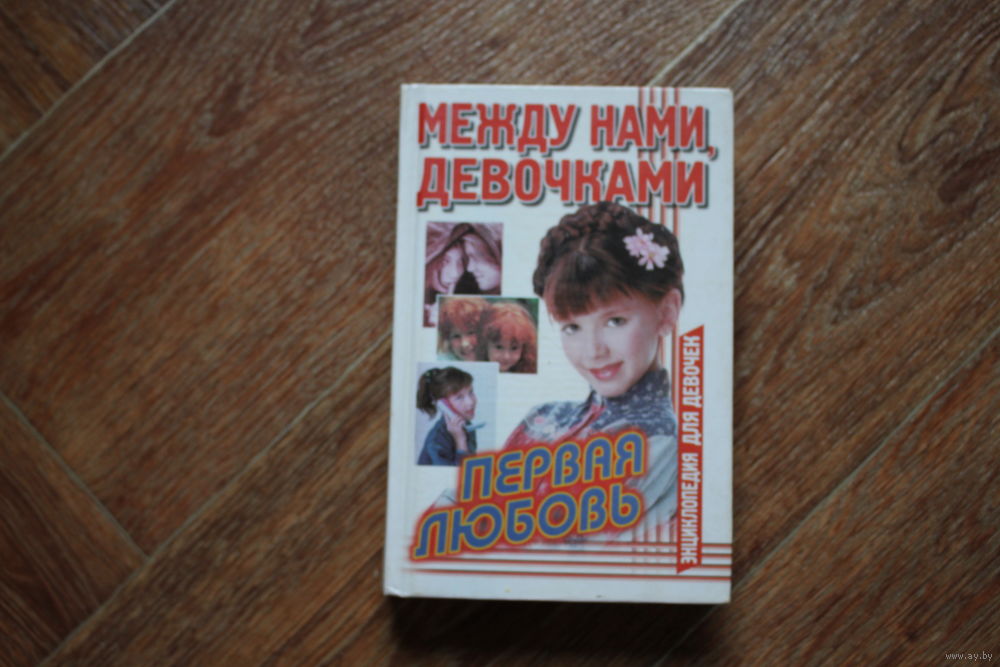 МЕЖДУ НАМИ,
ДЕВОЧКАМИ
ПЕРВАЯ
ЛЮБОВЬ
ЭНЦИКЛОПЕДИЯ ДЛЯ ДЕВОЧЕК
www.ay.by